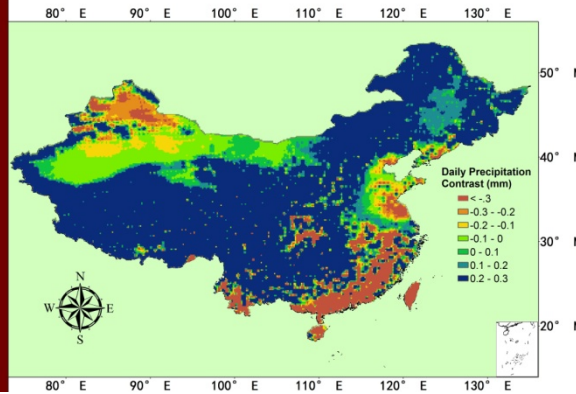 80° E 90° E 100° E 110° E 120° E 130° E
50° N
40° N
30° N
20° N
Daily Precipitation
Contrast (mm)
< -.3
-0.3 - -0.2
-0.2 - -0.1
-0.1 - 0
0 - 0.1
0.1 - 0.2
0.2 - 0.3
N
W E
S
80° E 90° E 100° E 110° E 120° E 130° E